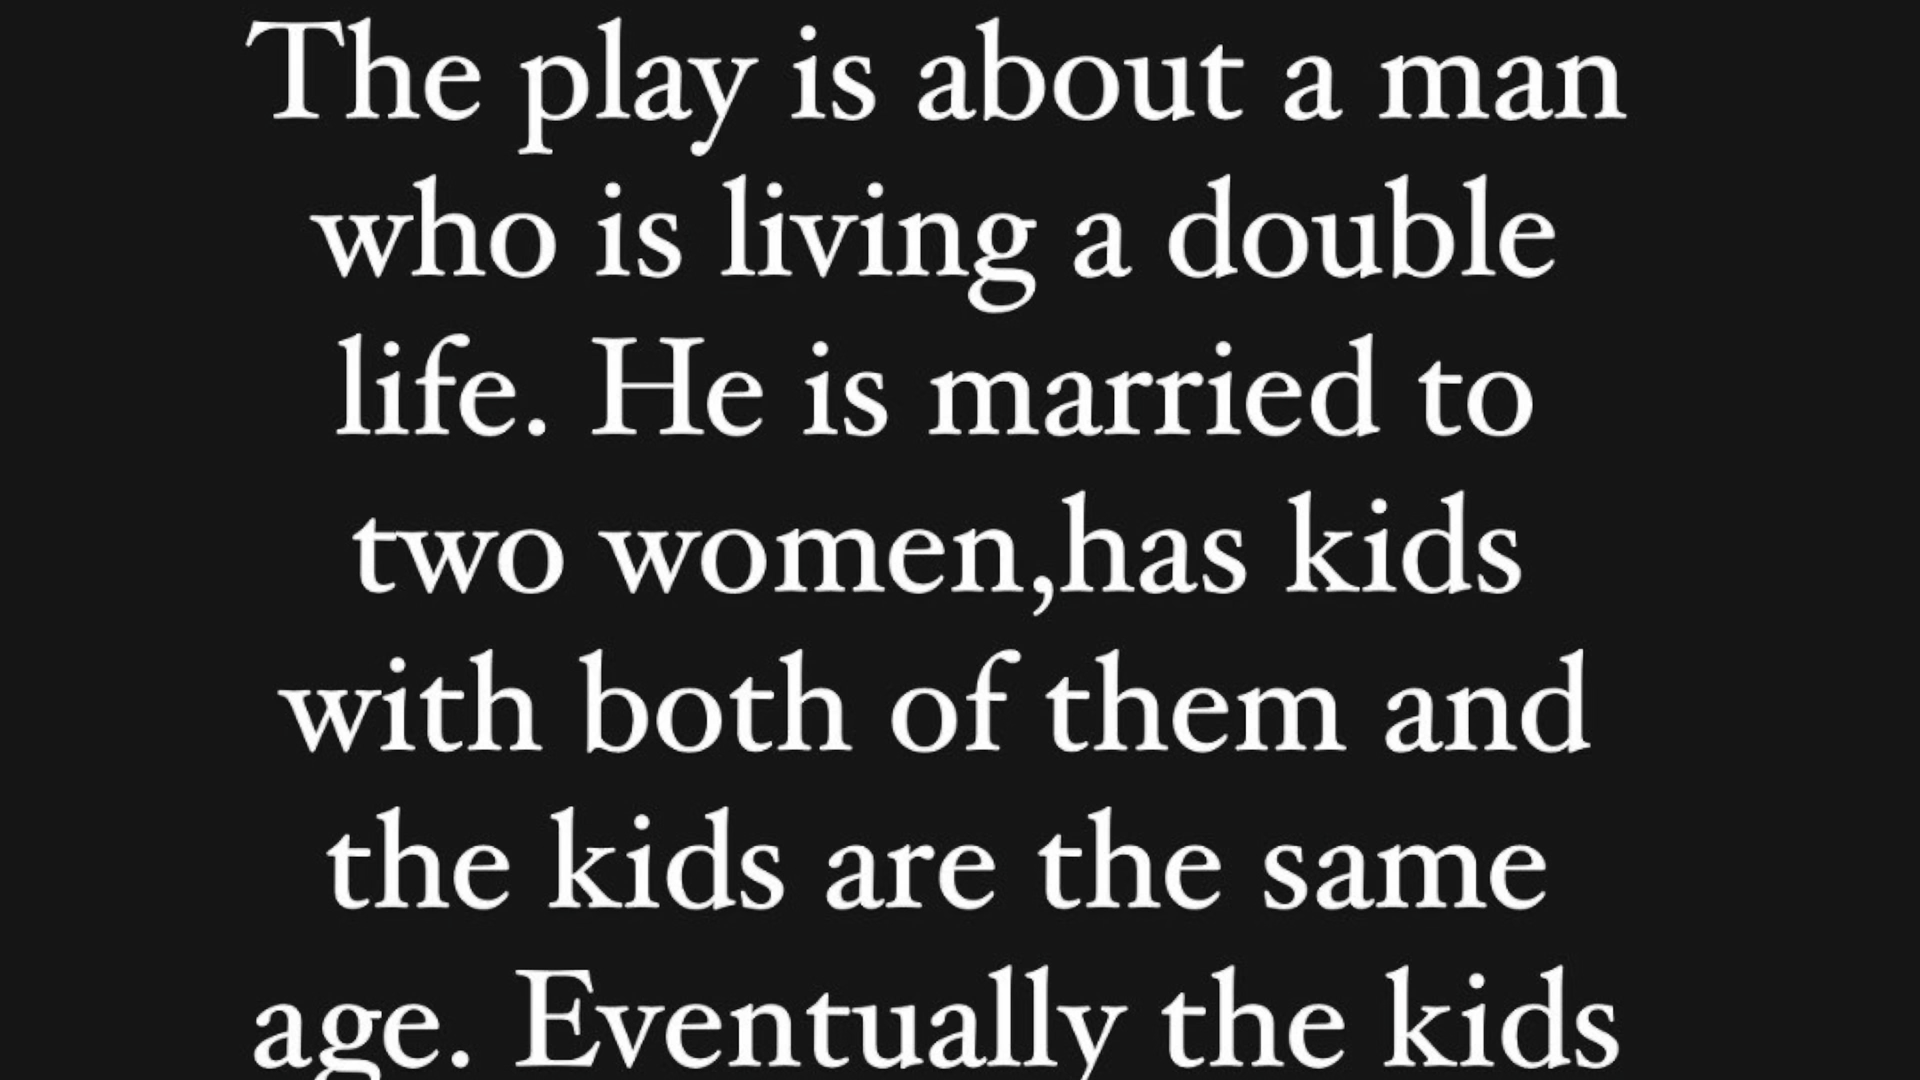 The play is about a man
who is living a double
life. He is married to
two women,has kids
with both of them and
the kids are the same
age. Eventually the kids